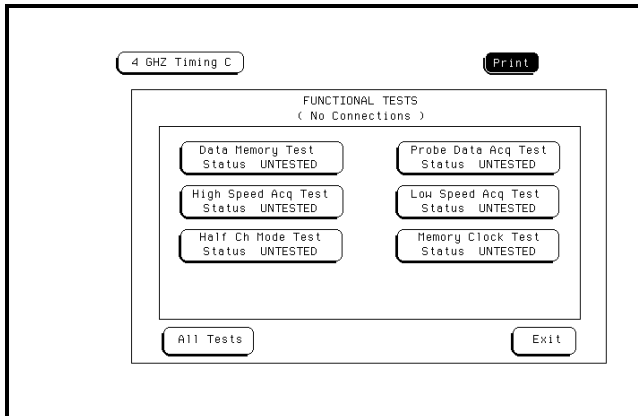 4 GHZ Timing C
Print
FUNCTIONAL TESTS
( No Connections )
Data Memory Test
Status UNTESTED
Probe Data Acq Test
Status UNTESTED
High Speed Acq Test
Status UNTESTED
Low Speed Acq Test
Status UNTESTED
Half Ch Mode Test
Status UNTESTED
Memory Clock Test
Status UNTESTED
All Tests
Exit